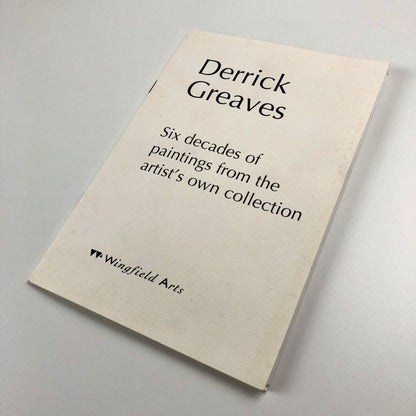 Derrick
Greaves
Six decades of
paintings from the
artist's own collection
Wingfield Arts